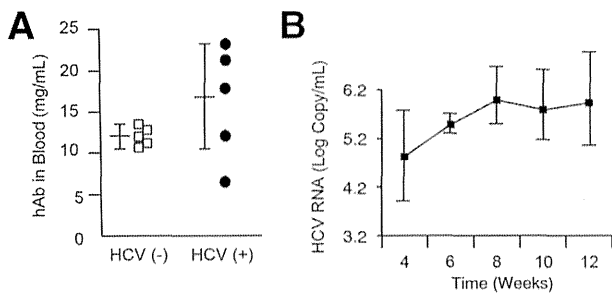 A
hAb in Blood (mg/mL)
25
20
15
10
5
0
HCV (-)
HCV (+)
B
HCV RNA (Log Copy/mL)
6.2
5.2
4.2
3.2
4
6
8
10
12
Time (Weeks)